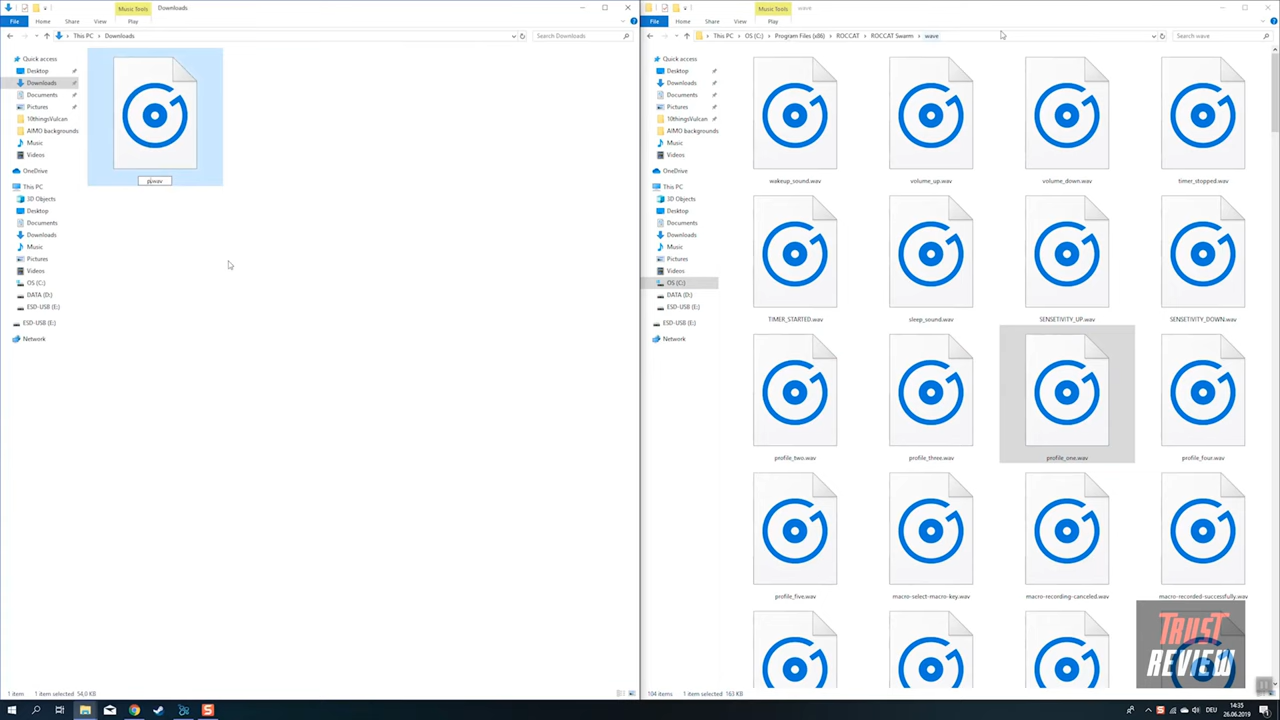 Music Tools Downloads
File Home Share View Play
This PC Downloads
Search Downloads
Quick access
Desktop
Downloads
Documents
Pictures
10thingsVulcan
AIMO backgrounds
Music
Videos
OneDrive
This PC
3D Objects
Desktop
Documents
Downloads
Music
Pictures
Videos
OS (C:)
DATA (D:)
ESD-USB (E:)
ESD-USB (E:)
Network
1 item 1 item selected 54,0 KB
Music Tools wave
File Home Share View Play
This PC OS (C:) Program Files (x86) ROCCAT ROCCAT Swarm wave
Search wave
Quick access
Desktop
Downloads
Documents
Pictures
10thingsVulcan
AIMO backgrounds
Music
Videos
OneDrive
This PC
3D Objects
Desktop
Documents
Downloads
Music
Pictures
Videos
OS (C:)
DATA (D:)
ESD-USB (E:)
ESD-USB (E:)
Network
wakeup_sound.wav volume_up.wav volume_down.wav timer_stopped.wav
TIMER_STARTED.wav sleep_sound.wav SENSETIVITY_UP.wav SENSETIVITY_DOWN.wav
profile_two.wav profile_three.wav profile_one.wav profile_four.wav
profile_five.wav macro-select-macro-key.wav macro-recording-canceled.wav macro-recorded-successfully.wav
104 items 1 item selected 163 KB
TRUST
REVIEW
DEU
14:35
26.06.2019